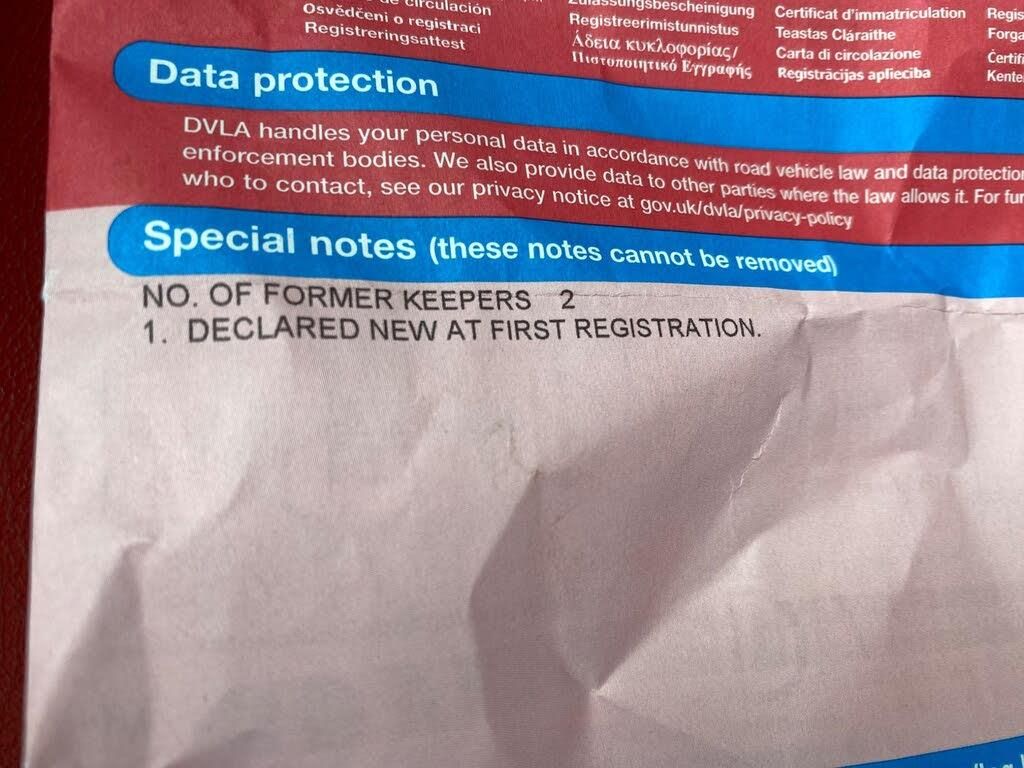 de circulación
Osvědčeni o registraci
Registreringsattest
Zulassungsbescheinigung
Registreerimistunnistus
Άδεια κυκλοφορίας/
Πιστοποιητικό Εγγραφής
Certificat d'immatriculation
Teastas Cláraithe
Carta di circolazione
Registrācijas apliecība
Data protection
DVLA handles your personal data in accordance with road vehicle law and data protection
enforcement bodies. We also provide data to other parties where the law allows it. For
who to contact, see our privacy notice at gov.uk/dvla/privacy-policy
Special notes (these notes cannot be removed)
NO. OF FORMER KEEPERS 2
1. DECLARED NEW AT FIRST REGISTRATION.